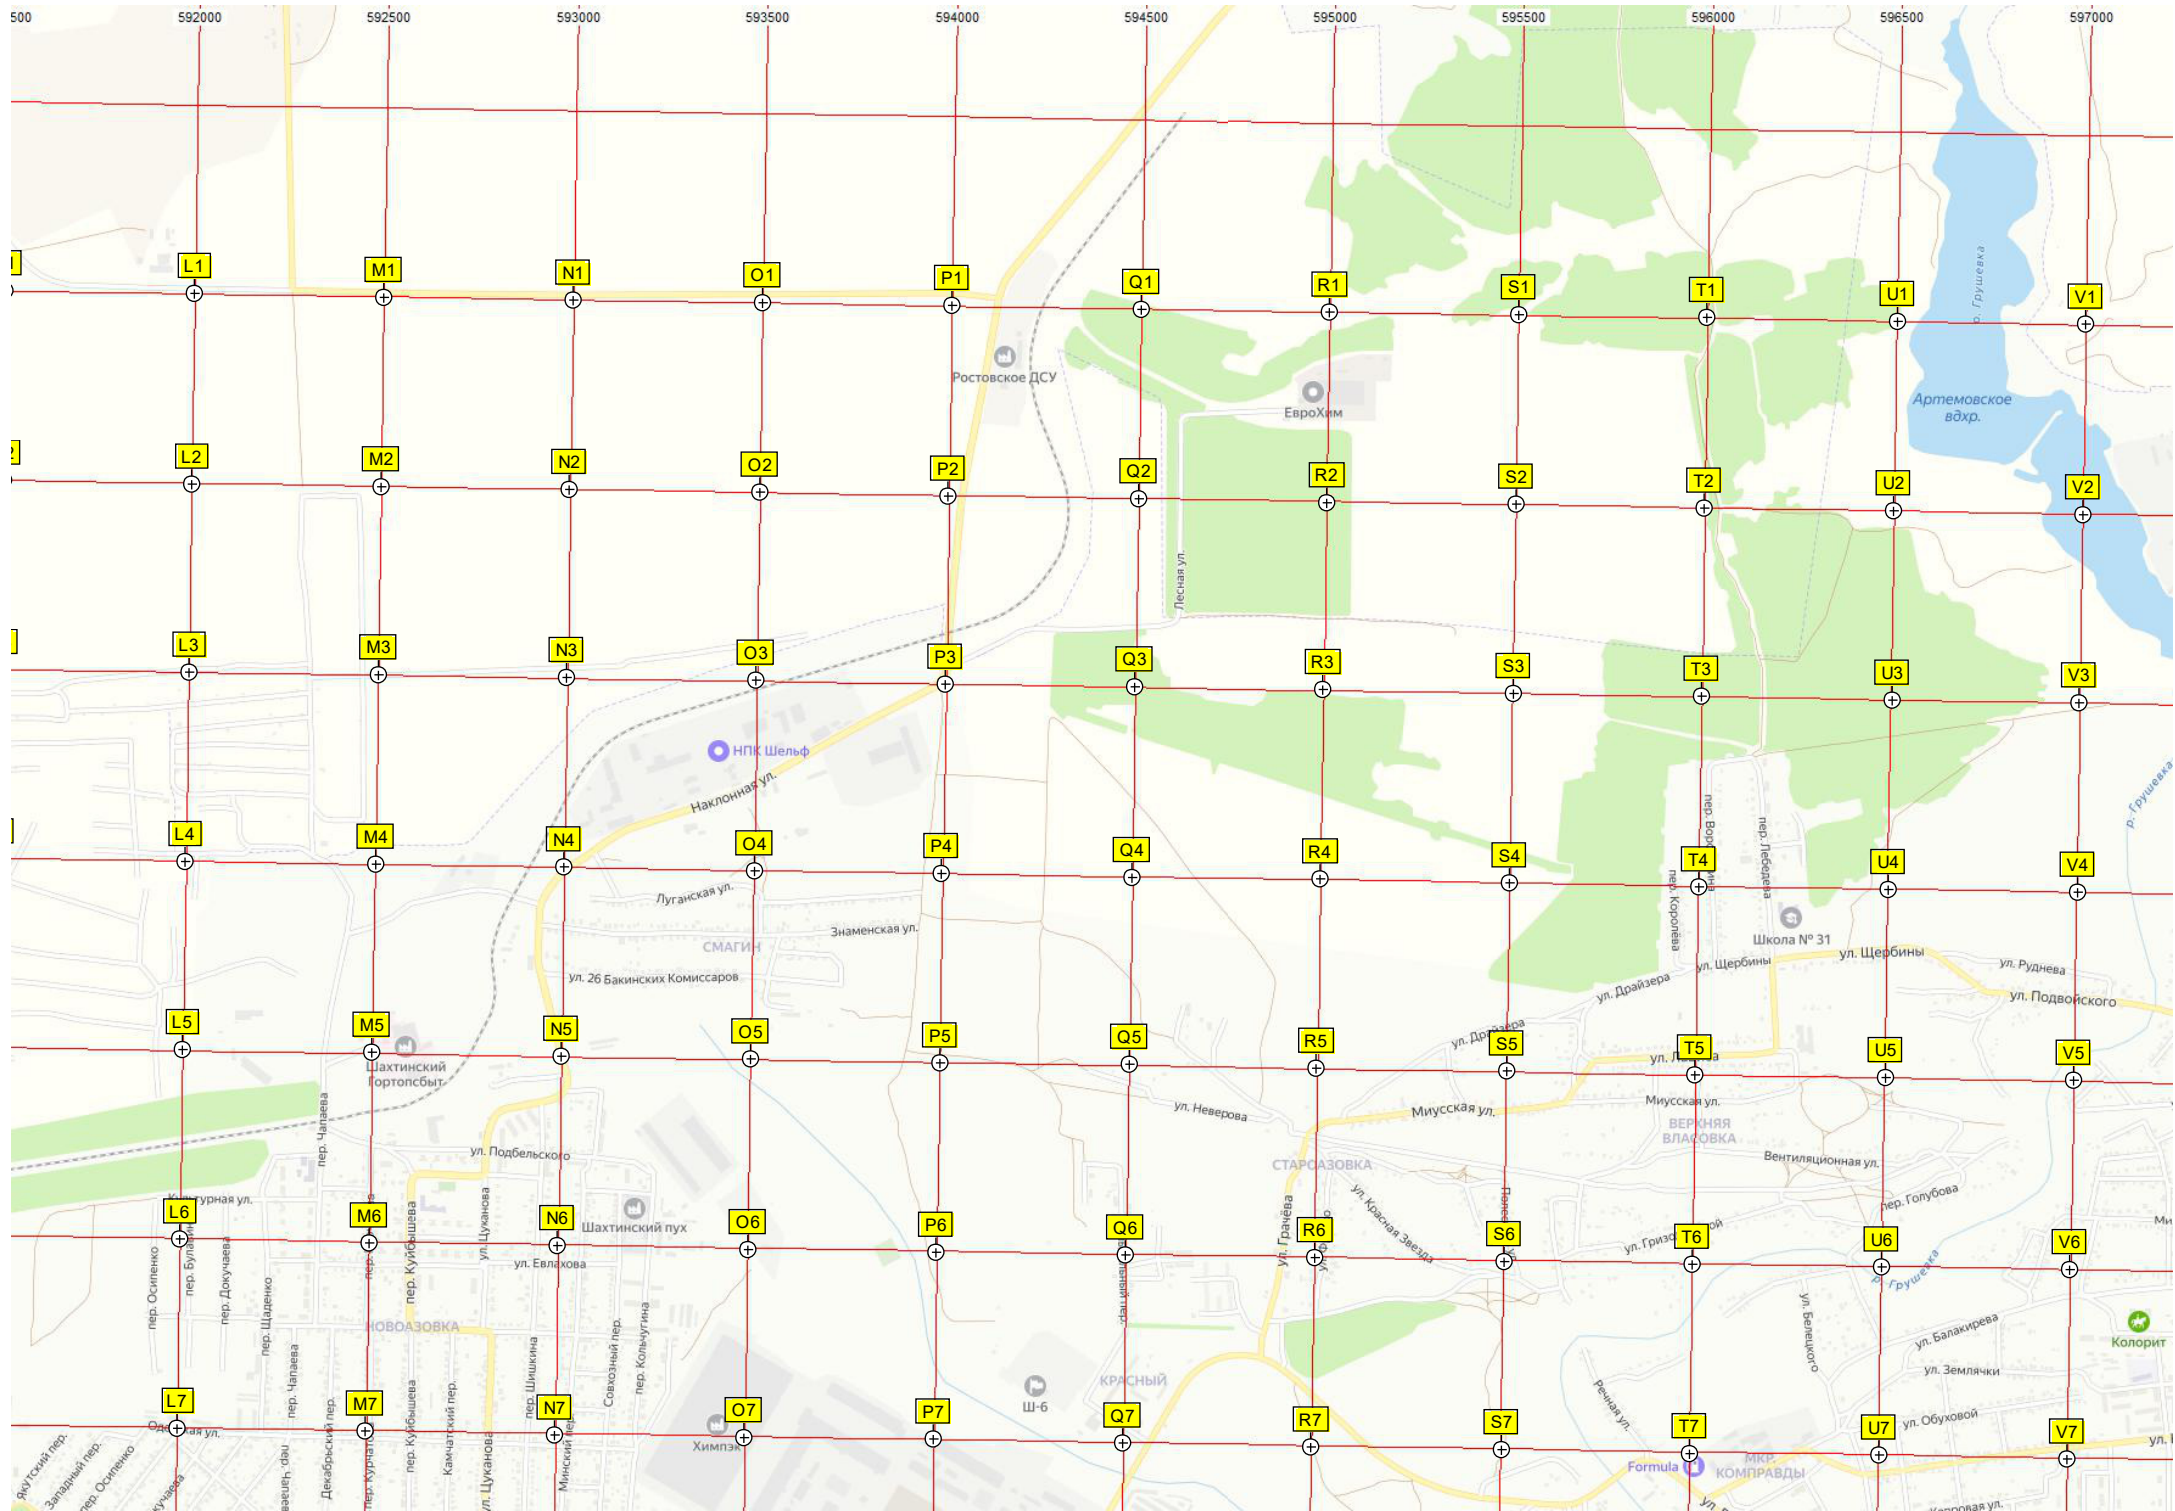 500 592000 592500 593000 593500 594000 594500 595000 595500 596000 596500 597000
L1 M1 N1 O1 P1 Q1 R1 S1 T1 U1 V1
р. Грушевка
Ростовское ДСУ
ЕвроХим
Артемовское
вдхр.
L2 M2 N2 O2 P2 Q2 R2 S2 T2 U2 V2
Лесная ул.
L3 M3 N3 O3 P3 Q3 R3 S3 T3 U3 V3
НПК Шельф
Наклонная ул.
р. Грушевка
пер. Лебедева
L4 M4 N4 O4 P4 Q4 R4 S4 T4 U4 V4
Луганская ул.
пер. Королёва
Знаменская ул.
СМАГИН
Школа № 31
ул. 26 Бакинских Комиссаров
ул. Щербины
ул. Щербины
ул. Руднева
ул. Драйзера
ул. Подвойского
ул. Драйзера
L5 M5 N5 O5 P5 Q5 R5 S5 T5 U5 V5
Шахтинский
Гортопсбыт
ул. Неверова
Миусская ул.
Миусская ул.
ВЕРХНЯЯ
ВЛАСОВКА
пер. Чапаева
ул. Подбельского
СТАРОАЗОВКА
Вентиляционная ул.
Культурная ул.
пер. Голубова
L6 M6 N6 O6 P6 Q6 R6 S6 T6 U6 V6
ул. Цуканова
пер. Куйбышева
Шахтинский пух
ул. Грачёва
ул. Красная Звезда
ул. Евлахова
р. Грушевка
пер. Осипенко
пер. Докучаева
пер. Щаденко
НОВОАЗОВКА
ул. Белецкого
ул. Балакирева
Колорит
пер. Шишкина
Совхозный пер.
пер. Кольчугина
пер. Чапаева
КРАСНЫЙ
ул. Землячки
Ш-6
Речная ул.
L7 M7 N7 O7 P7 Q7 R7 S7 T7 U7 V7
ул. Обуховой
Декабрьский пер.
пер. Куйбышева
Камчатский пер.
ул. Цуканова
Химпэк
Якутский пер.
Западный пер.
пер. Осипенко
Formula
МКР.
КОМПРАВДЫ